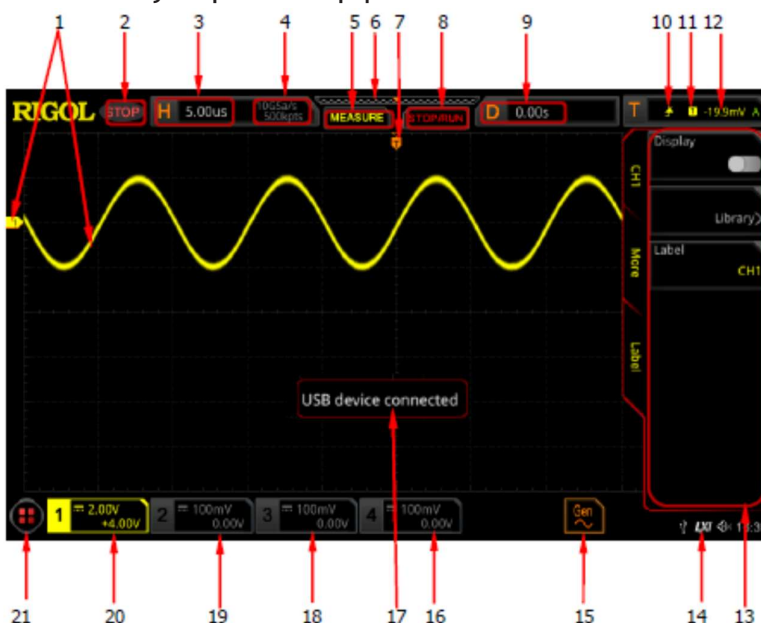 1 2 3 4 5 6 7 8 9 10 11 12
RIGOL STOP H 5.00us 10GSa/s 500kpts MEASURE STOP/RUN D 0.00s T 1 -19.9mV A
T
Display
CH1
1
Library>
More
Label
CH1
Label
USB device connected
1 2.00V +4.00V 2 100mV 0.00V 3 100mV 0.00V 4 100mV 0.00V Gen
LXI
21 20 19 18 17 16 15 14 13